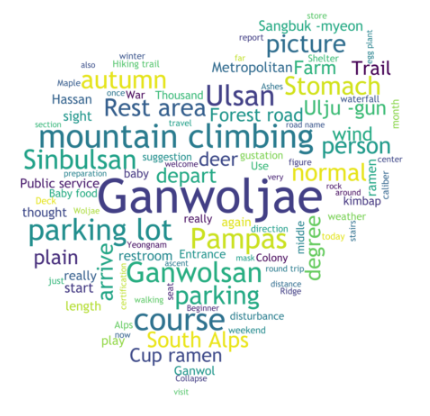 store
Sangbuk -myeon
egg plant
also winter report far
picture
Shelter
Hiking trail
autumn
Metropolitan Farm Trail
Maple once War Thousand
Ashes
waterfall
Hassan
Ulsan
Stomach
month
sight
Rest area
Forest road
road name
Ulju -gun
section travel
mountain climbing
wind person
center
Sinbulsan
suggestion deer gustation figure
ramen
preparation
depart
Use
normal
Public service
welcome baby
very
rock
caliber
Baby food
Ganwoljae
around
kimbap
thought
Deck
really again
middle
weather
Woljae
parking lot
direction
today
stairs
Yeongnam
Pampas
degree
plain
restroom Entrance Colony
really
arrive
Ganwolsan
ascent
mask
round trip
just
start
certification
seat
parking
distance
Ridge
length
walking
Alps
course
disturbance
Beginner
weekend
play
now
South Alps
Cup ramen
Ganwol
Collapse
visit